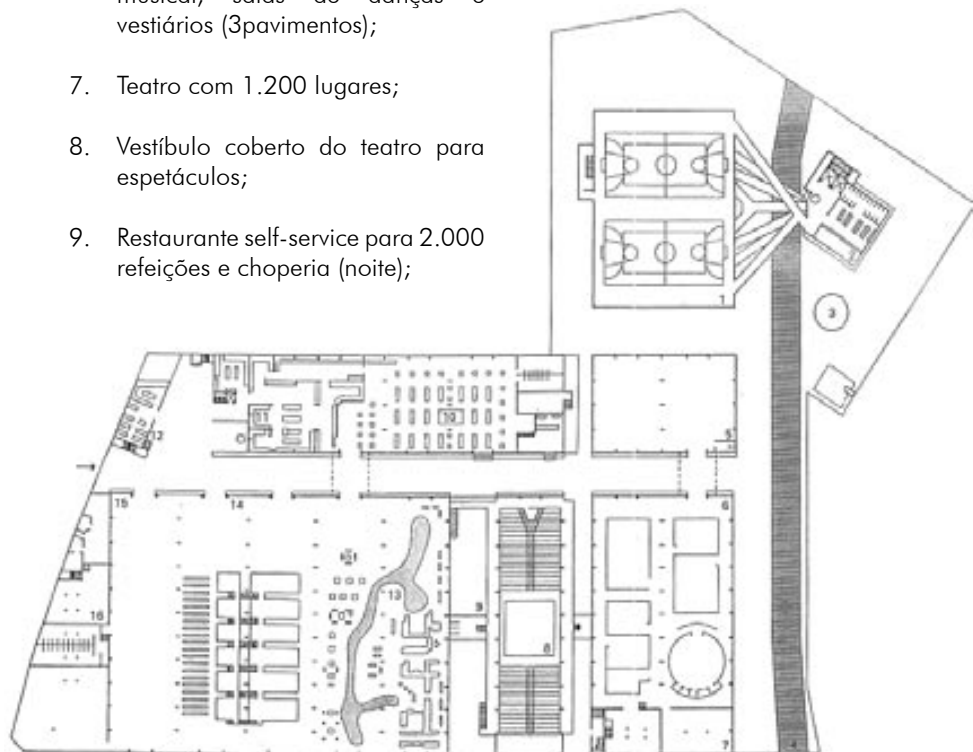 musical, salas de danças e
vestiários (3pavimentos);
7. Teatro com 1.200 lugares;
8. Vestíbulo coberto do teatro para
espetáculos;
9. Restaurante self-service para 2.000
refeições e choperia (noite);
1
3
11
10
5
12
15
14
6
13
9
8
16
7